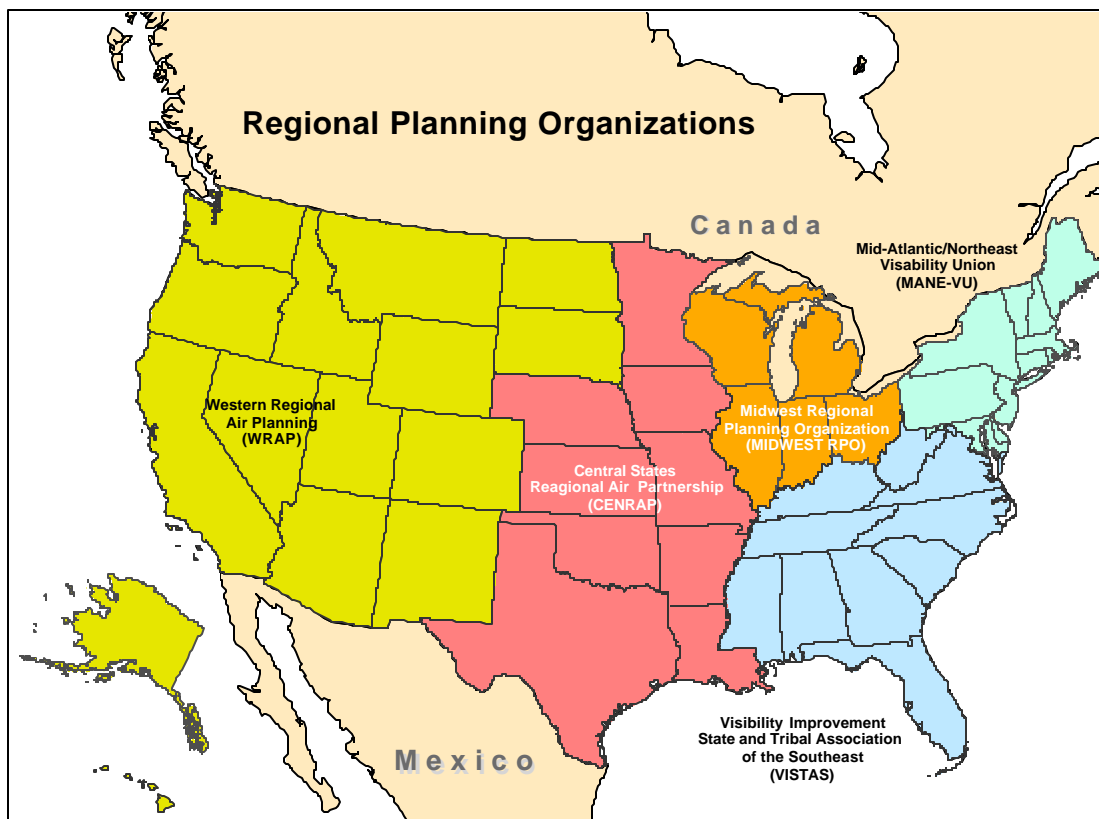 Regional Planning Organizations
Canada
Mid-Atlantic/Northeast
Visability Union
(MANE-VU)
Western Regional
Air Planning
(WRAP)
Midwest Regional
Planning Organization
(MIDWEST RPO)
Central States
Reagional Air Partnership
(CENRAP)
Visibility Improvement
State and Tribal Association
of the Southeast
(VISTAS)
Mexico